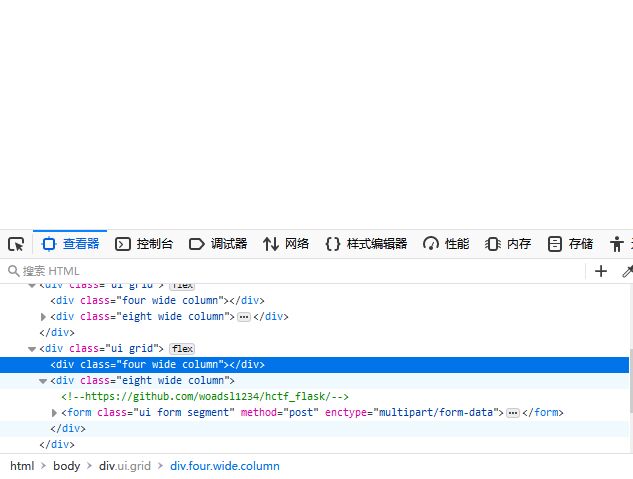 查看器 控制台 调试器 网络 样式编辑器 性能 内存 存储
搜索 HTML
<div class="ui grid"> flex
<div class="four wide column"></div>
<div class="eight wide column"> </div>
</div>
<div class="ui grid"> flex
<div class="four wide column"></div>
<div class="eight wide column">
<!--https://github.com/woadsl1234/hctf_flask/-->
<form class="ui form segment" method="post" enctype="multipart/form-data"> </form>
</div>
</div>
html > body > div.ui.grid > div.four.wide.column